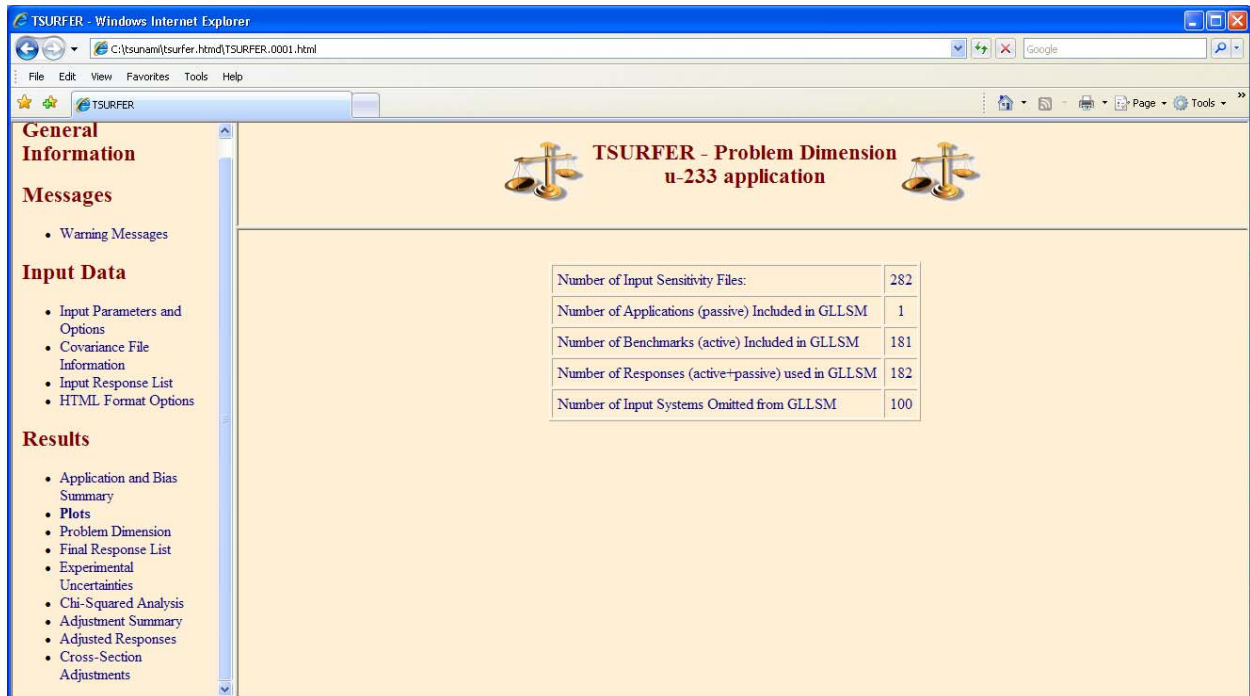 TSURFER - Windows Internet Explorer
C:\tsunami\tsurfer.htmd\TSURFER.0001.html
Google
File Edit View Favorites Tools Help
TSURFER
Page
Tools
General
Information
Messages
• Warning Messages
Input Data
• Input Parameters and
Options
• Covariance File
Information
• Input Response List
• HTML Format Options
Results
• Application and Bias
Summary
• Plots
• Problem Dimension
• Final Response List
• Experimental
Uncertainties
• Chi-Squared Analysis
• Adjustment Summary
• Adjusted Responses
• Cross-Section
Adjustments
TSURFER - Problem Dimension
u-233 application
Number of Input Sensitivity Files: 282
Number of Applications (passive) Included in GLLSM 1
Number of Benchmarks (active) Included in GLLSM 181
Number of Responses (active+passive) used in GLLSM 182
Number of Input Systems Omitted from GLLSM 100